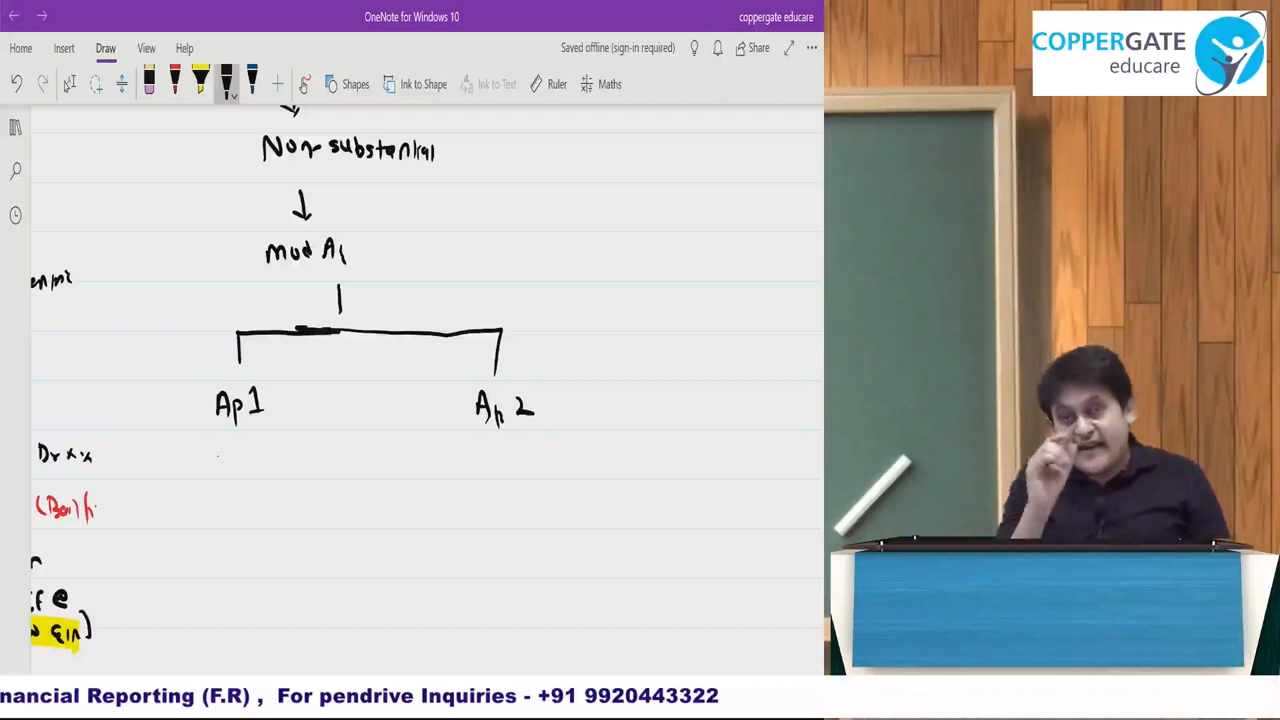 OneNote for Windows 10
coppergate educare
Home Insert Draw View Help
Saved offline (sign-in required)
Share
Shapes
Ink to Shape
Ink to Text
Ruler
Maths
COPPERGATE
educare
Non-substantial
Mod A
Ap 1
Ap 2
Dr xx
nancial Reporting (F.R) , For pendrive Inquiries - +91 9920443322